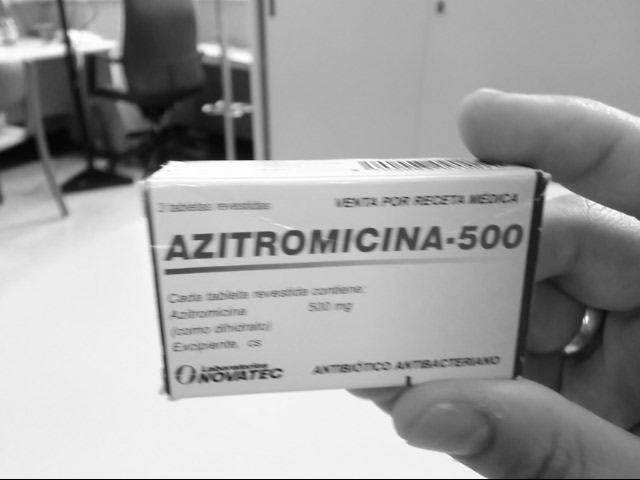 3 tabletas revestidas
VENTA POR RECETA MÉDICA
AZITROMICINA-500
Cada tableta revestida contiene:
Azitromicina 500 mg
(como dihidrato)
Excipiente, cs
Laboratorios
NOVATEC
ANTIBIÓTICO ANTIBACTERIANO